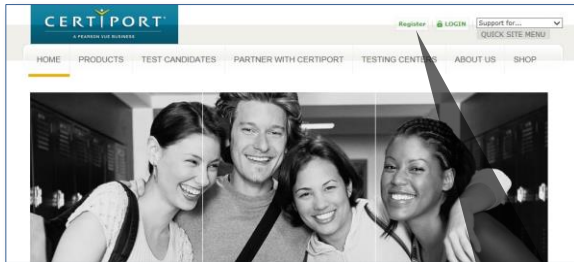 CERTIPORT
A PEARSON VUE BUSINESS
Register LOGIN Support for...
QUICK SITE MENU
HOME PRODUCTS TEST CANDIDATES PARTNER WITH CERTIPORT TESTING CENTERS ABOUT US SHOP